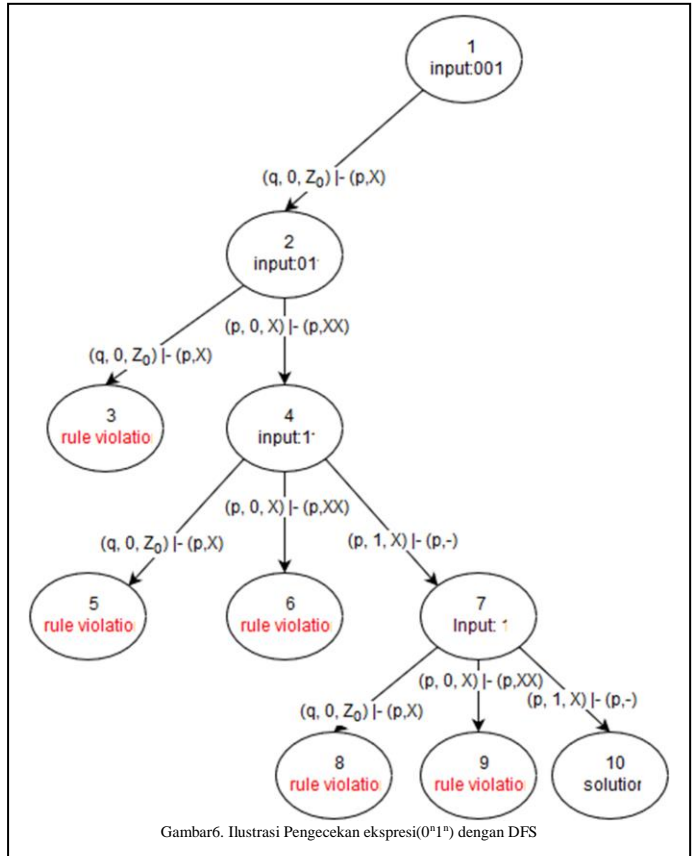 1
input:001
(q, 0, Z₀) |- (p,X)
2
input:01
(p, 0, X) |- (p,XX)
(q, 0, Z₀) |- (p,X)
3
rule violatio
4
input:1
(p, 0, X) |- (p,XX)
(q, 0, Z₀) |- (p,X)
(p, 1, X) |- (p,-)
5
rule violatio
6
rule violatio
7
Input: 1
(p, 0, X) |- (p,XX)
(p, 1, X) |- (p,-)
(q, 0, Z₀) |- (p,X)
8
rule violatio
9
rule violatio
10
solution
Gambar6. Ilustrasi Pengecekan ekspresi(0ⁿ1ⁿ) dengan DFS